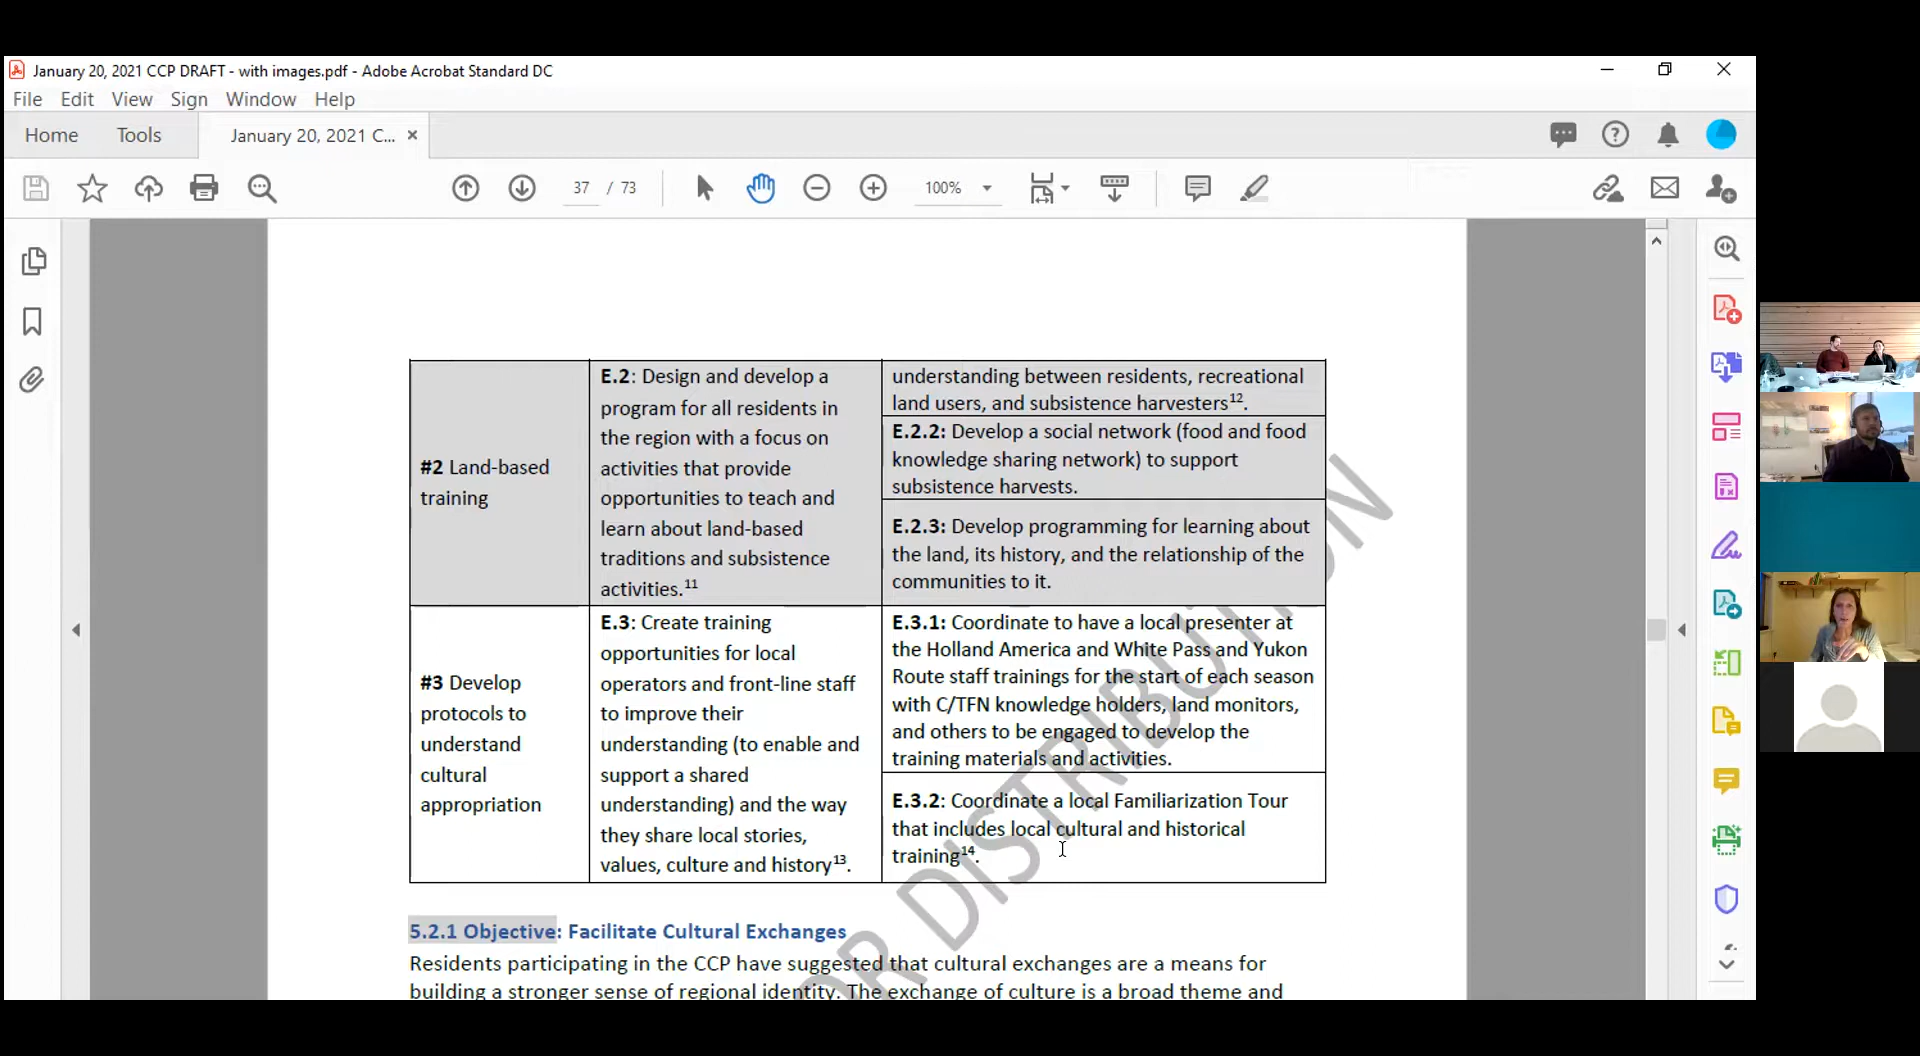 January 20, 2021 CCP DRAFT - with images.pdf - Adobe Acrobat Standard DC
File Edit View Sign Window Help
Home Tools January 20, 2021 C... ×
37 / 73 100%
#2 Land-based
training
E.2: Design and develop a
program for all residents in
the region with a focus on
activities that provide
opportunities to teach and
learn about land-based
traditions and subsistence
activities.11
understanding between residents, recreational
land users, and subsistence harvesters12.
E.2.2: Develop a social network (food and food
knowledge sharing network) to support
subsistence harvests.
E.2.3: Develop programming for learning about
the land, its history, and the relationship of the
communities to it.
#3 Develop
protocols to
understand
cultural
appropriation
E.3: Create training
opportunities for local
operators and front-line staff
to improve their
understanding (to enable and
support a shared
understanding) and the way
they share local stories,
values, culture and history13.
E.3.1: Coordinate to have a local presenter at
the Holland America and White Pass and Yukon
Route staff trainings for the start of each season
with C/TFN knowledge holders, land monitors,
and others to be engaged to develop the
training materials and activities.
E.3.2: Coordinate a local Familiarization Tour
that includes local cultural and historical
training14.
OR DISTRIBUTION
5.2.1 Objective: Facilitate Cultural Exchanges
Residents participating in the CCP have suggested that cultural exchanges are a means for
building a stronger sense of regional identity. The exchange of culture is a broad theme and